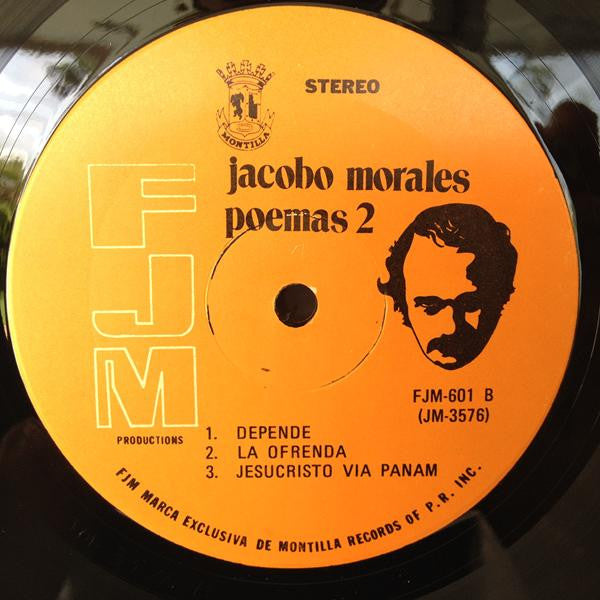 STEREO
MONTILLA
jacobo morales
poemas 2
FJM
PRODUCTIONS
FJM-601 B
(JM-3576)
1. DEPENDE
2. LA OFRENDA
3. JESUCRISTO VIA PANAM
FJM MARCA EXCLUSIVA DE MONTILLA RECORDS OF P.R. INC.